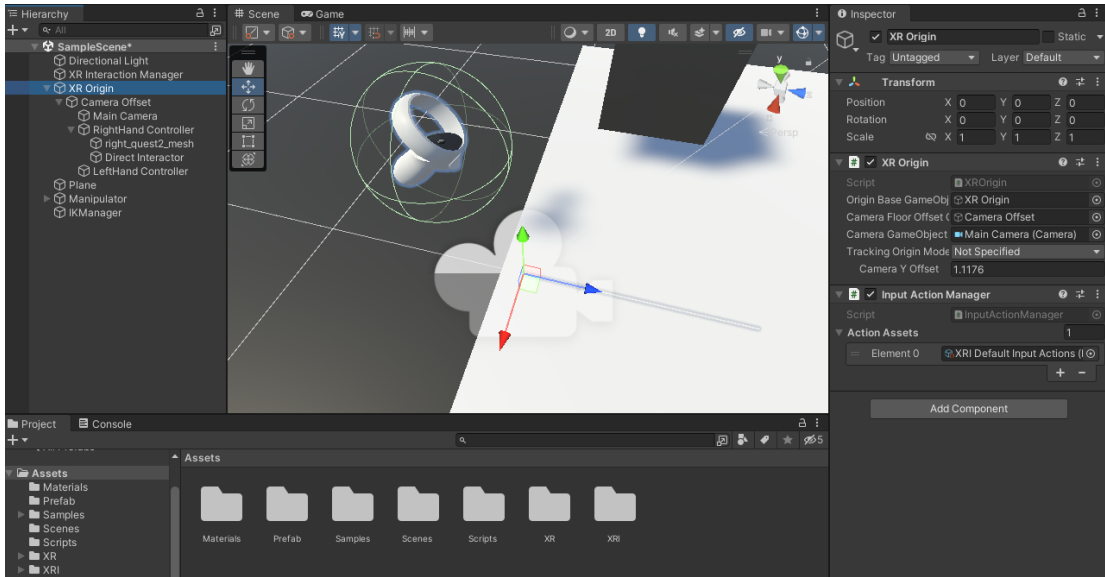 Hierarchy
All
SampleScene*
Directional Light
XR Interaction Manager
XR Origin
Camera Offset
Main Camera
RightHand Controller
right_quest2_mesh
Direct Interactor
LeftHand Controller
Plane
Manipulator
IKManager
Scene Game
2D
y
Persp
Inspector
XR Origin Static
Tag Untagged Layer Default
Transform
Position X 0 Y 0 Z 0
Rotation X 0 Y 0 Z 0
Scale X 1 Y 1 Z 1
XR Origin
Script XROrigin
Origin Base GameObj XR Origin
Camera Floor Offset Camera Offset
Camera GameObject Main Camera (Camera)
Tracking Origin Mode Not Specified
Camera Y Offset 1.1176
Input Action Manager
Script InputActionManager
Action Assets 1
Element 0 XRI Default Input Actions (I
Add Component
Project Console
5
Assets
Materials
Prefab
Samples
Scenes
Scripts
XR
XRI
Assets
Materials Prefab Samples Scenes Scripts XR XRI